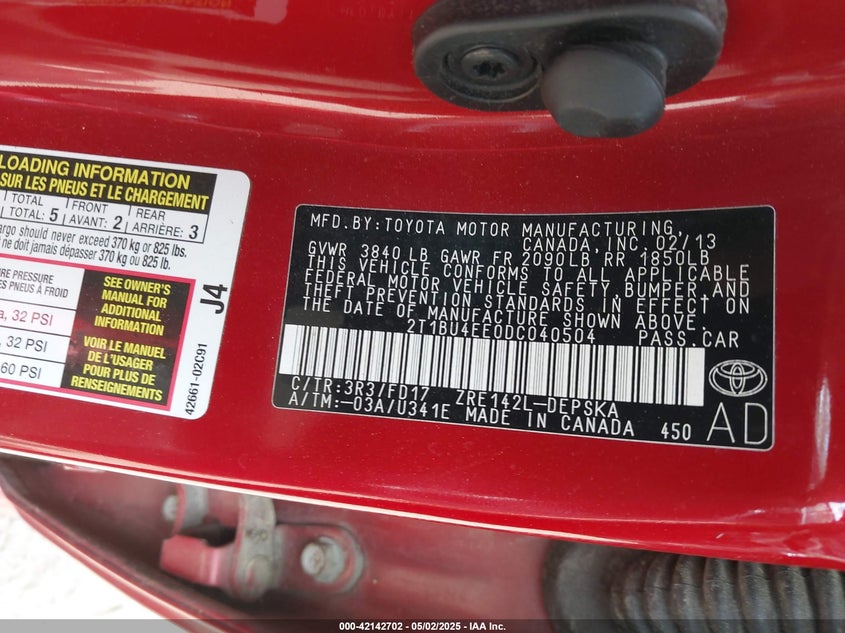 LOADING INFORMATION
SUR LES PNEUS ET LE CHARGEMENT
TOTAL FRONT REAR
TOTAL: 5 AVANT: 2 ARRIÈRE: 3
should never exceed 370 kg or 825 lbs.
ne doit jamais dépasser 370 kg ou 825 lb.
PRESSURE
PNEUS À FROID
32 PSI
32 PSI
60 PSI
SEE OWNER'S
MANUAL FOR
ADDITIONAL
INFORMATION
VOIR LE MANUEL
DE L'USAGER
POUR PLUS DE
RENSEIGNEMENTS
J4
42661-02C91
MFD.BY:TOYOTA MOTOR MANUFACTURING,
CANADA,INC.02/13
GVWR 3840 LB GAWR FR 2090LB RR 1850LB
THIS VEHICLE CONFORMS TO ALL APPLICABLE
FEDERAL MOTOR VEHICLE SAFETY,BUMPER,AND
THEFT PREVENTION STANDARDS IN EFFECT ON
THE DATE OF MANUFACTURE SHOWN ABOVE.
2T1BU4EE0DC040504 PASS.CAR
C/TR:3R3/FD17 ZRE142L-DEPSKA
A/TM:-03A/U341E MADE IN CANADA 450
AD
000-42142702 - 05/02/2025 - IAA Inc.